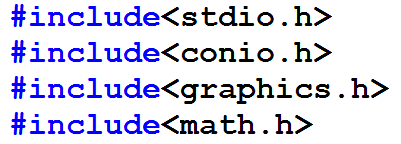 #include<stdio.h>
#include<conio.h>
#include<graphics.h>
#include<math.h>